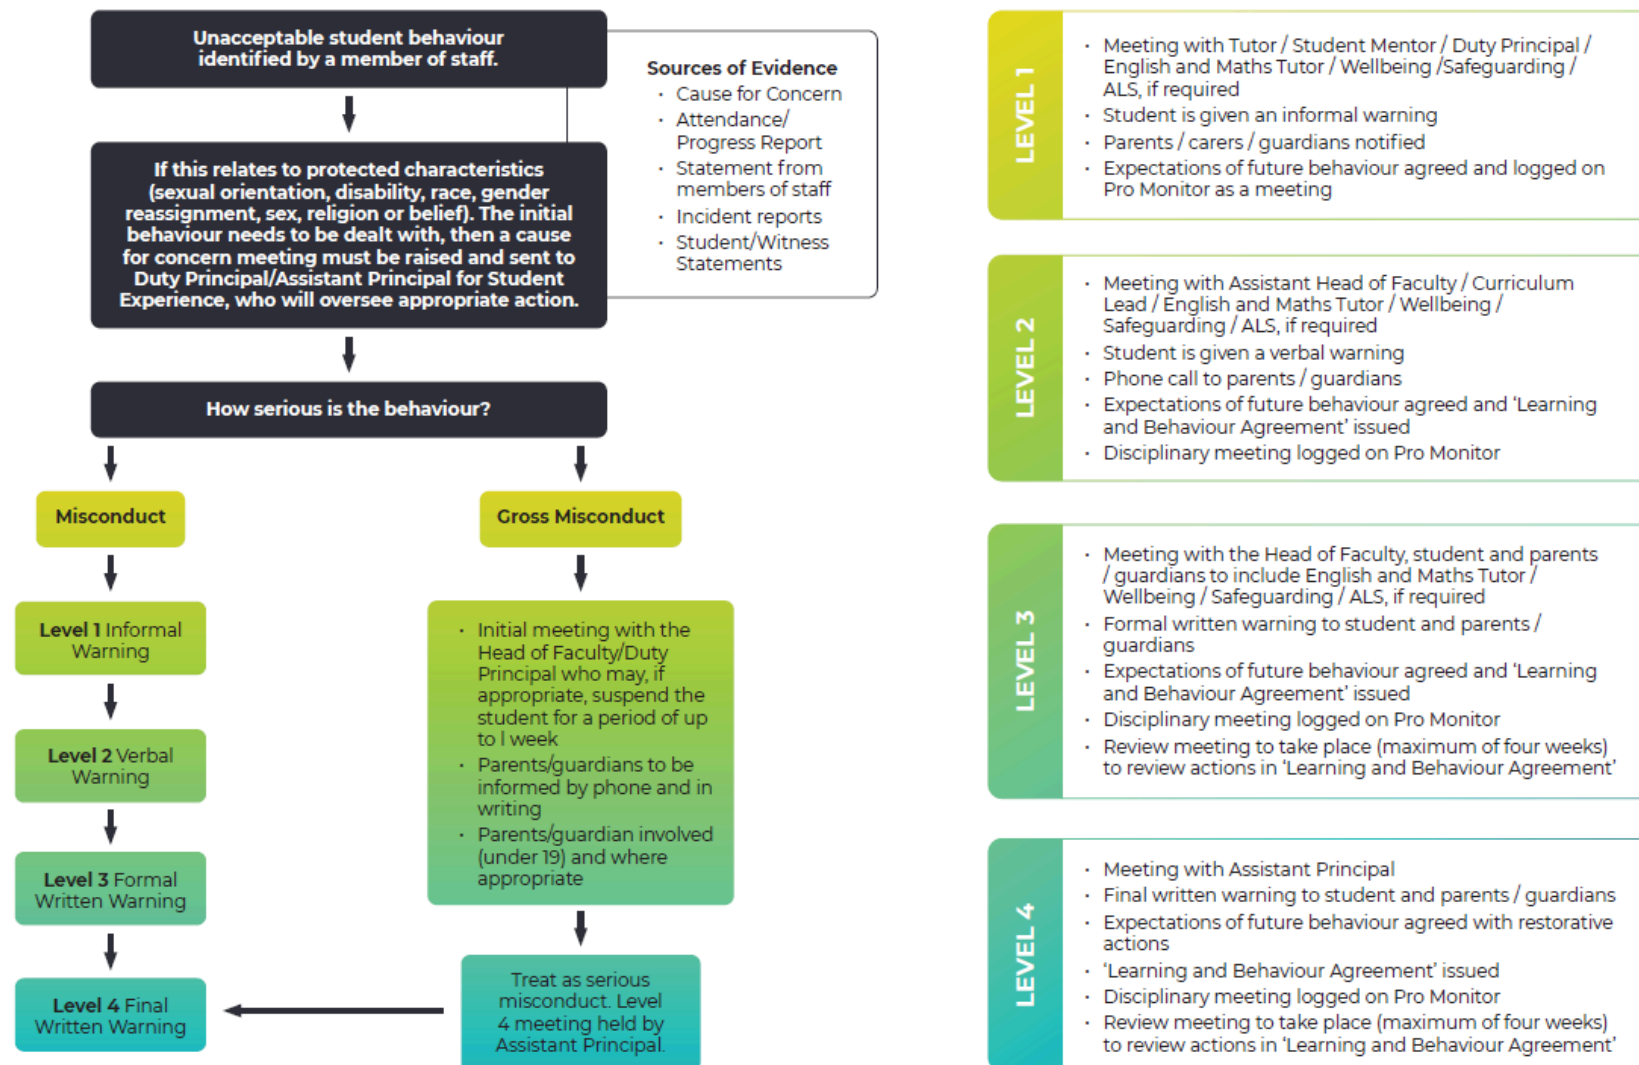 Unacceptable student behaviour
identified by a member of staff.
Sources of Evidence
· Cause for Concern
· Attendance/
Progress Report
· Statement from
members of staff
· Incident reports
· Student/Witness
Statements
If this relates to protected characteristics
(sexual orientation, disability, race, gender
reassignment, sex, religion or belief). The initial
behaviour needs to be dealt with, then a cause
for concern meeting must be raised and sent to
Duty Principal/Assistant Principal for Student
Experience, who will oversee appropriate action.
How serious is the behaviour?
Misconduct
Level 1 Informal
Warning
Level 2 Verbal
Warning
Level 3 Formal
Written Warning
Level 4 Final
Written Warning
Gross Misconduct
· Initial meeting with the
Head of Faculty/Duty
Principal who may, if
appropriate, suspend the
student for a period of up
to 1 week
· Parents/guardians to be
informed by phone and in
writing
· Parents/guardian involved
(under 19) and where
appropriate
Treat as serious
misconduct. Level
4 meeting held by
Assistant Principal.
LEVEL 1
· Meeting with Tutor / Student Mentor / Duty Principal /
English and Maths Tutor / Wellbeing /Safeguarding /
ALS, if required
· Student is given an informal warning
· Parents / carers / guardians notified
· Expectations of future behaviour agreed and logged on
Pro Monitor as a meeting
LEVEL 2
· Meeting with Assistant Head of Faculty / Curriculum
Lead / English and Maths Tutor / Wellbeing /
Safeguarding / ALS, if required
· Student is given a verbal warning
· Phone call to parents / guardians
· Expectations of future behaviour agreed and ‘Learning
and Behaviour Agreement’ issued
· Disciplinary meeting logged on Pro Monitor
LEVEL 3
· Meeting with the Head of Faculty, student and parents
/ guardians to include English and Maths Tutor /
Wellbeing / Safeguarding / ALS, if required
· Formal written warning to student and parents /
guardians
· Expectations of future behaviour agreed and ‘Learning
and Behaviour Agreement’ issued
· Disciplinary meeting logged on Pro Monitor
· Review meeting to take place (maximum of four weeks)
to review actions in ‘Learning and Behaviour Agreement’
LEVEL 4
· Meeting with Assistant Principal
· Final written warning to student and parents / guardians
· Expectations of future behaviour agreed with restorative
actions
· ‘Learning and Behaviour Agreement’ issued
· Disciplinary meeting logged on Pro Monitor
· Review meeting to take place (maximum of four weeks)
to review actions in ‘Learning and Behaviour Agreement’